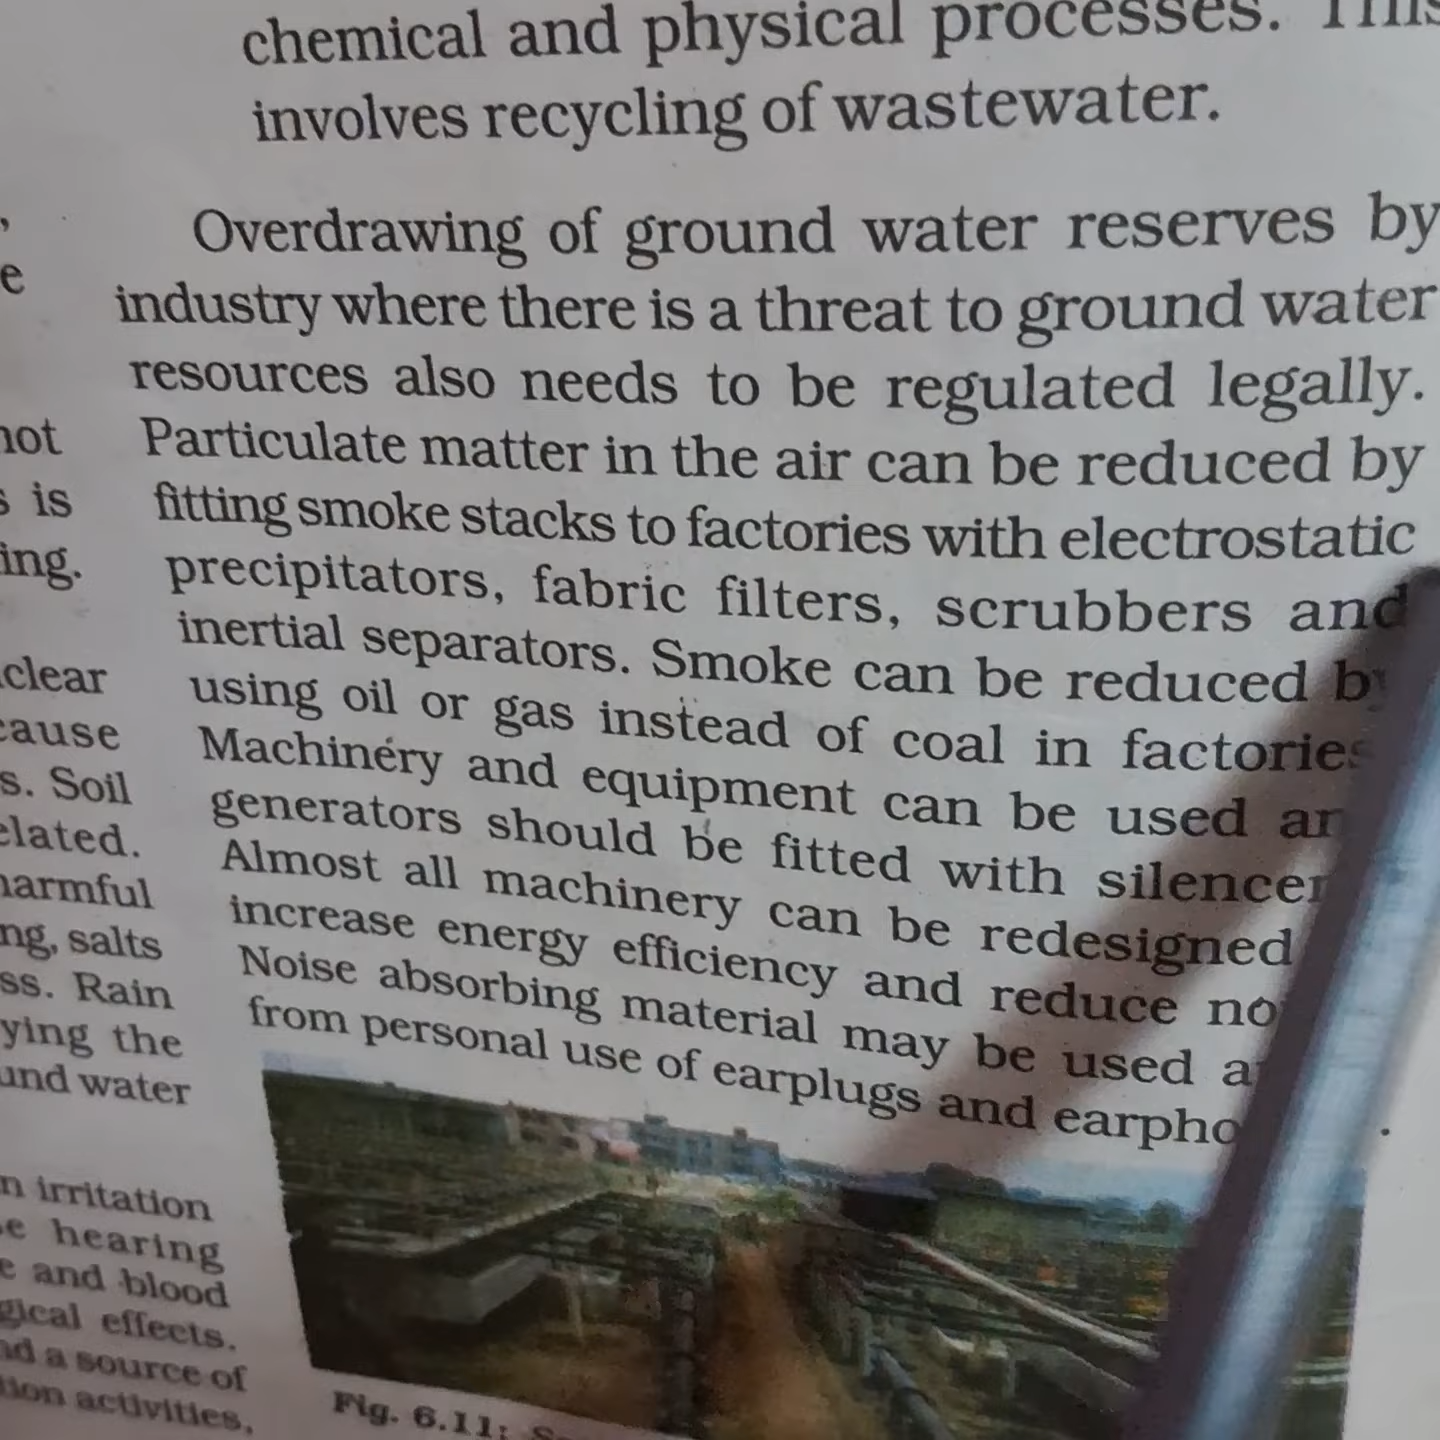 chemical and physical processes. This
involves recycling of wastewater.
Overdrawing of ground water reserves by
industry where there is a threat to ground water
resources also needs to be regulated legally.
Particulate matter in the air can be reduced by
fitting smoke stacks to factories with electrostatic
precipitators, fabric filters, scrubbers and
inertial separators. Smoke can be reduced by
using oil or gas instead of coal in factories
Machinery and equipment can be used
generators should be fitted with
Almost all machinery can be redesigned
increase energy efficiency and reduce
Noise absorbing material may be used
from personal use of earplugs and
Fig. 6.11:
not
is
ing.
clear
cause
s. Soil
elated.
harmful
ng, salts
ss. Rain
ying the
und water
n irritation
se hearing
e and blood
gical effects.
nd a source of
tion activities,